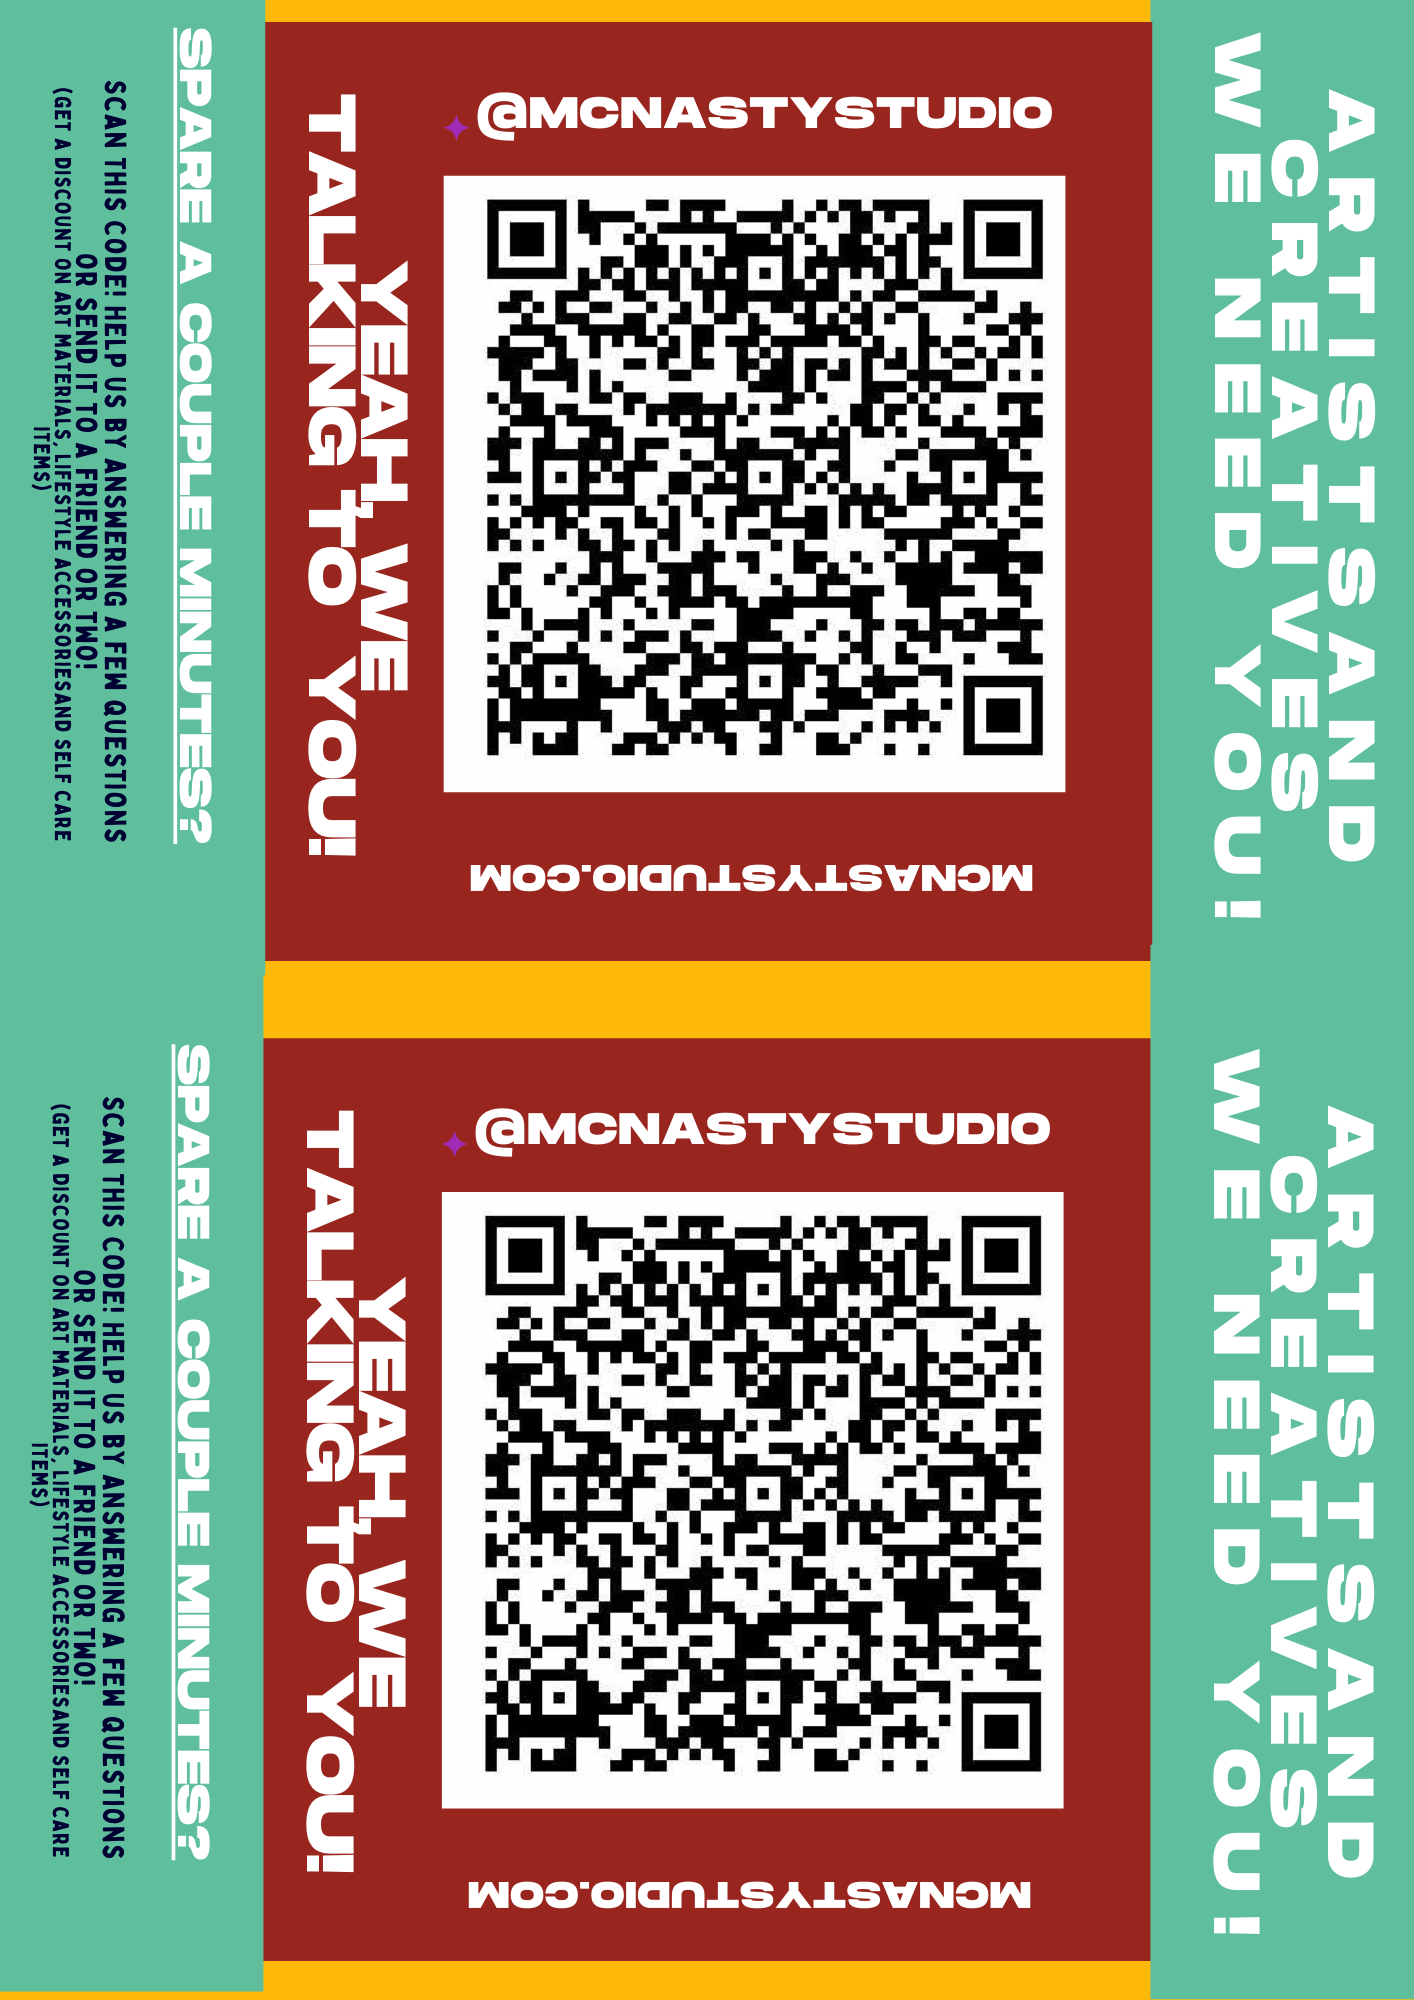 ARTISTS AND
CREATIVES
WE NEED YOU!
@MCNASTYSTUDIO
YEAH, WE
TALKING TO YOU!
MCNASTYSTUDIO.COM
SPARE A COUPLE MINUTES?
SCAN THIS CODE! HELP US BY ANSWERING A FEW QUESTIONS
OR SEND IT TO A FRIEND OR TWO!
(GET A DISCOUNT ON ART MATERIALS, LIFESTYLE ACCESSORIESAND SELF CARE
ITEMS)
ARTISTS AND
CREATIVES
WE NEED YOU!
@MCNASTYSTUDIO
YEAH, WE
TALKING TO YOU!
MCNASTYSTUDIO.COM
SPARE A COUPLE MINUTES?
SCAN THIS CODE! HELP US BY ANSWERING A FEW QUESTIONS
OR SEND IT TO A FRIEND OR TWO!
(GET A DISCOUNT ON ART MATERIALS, LIFESTYLE ACCESSORIESAND SELF CARE
ITEMS)